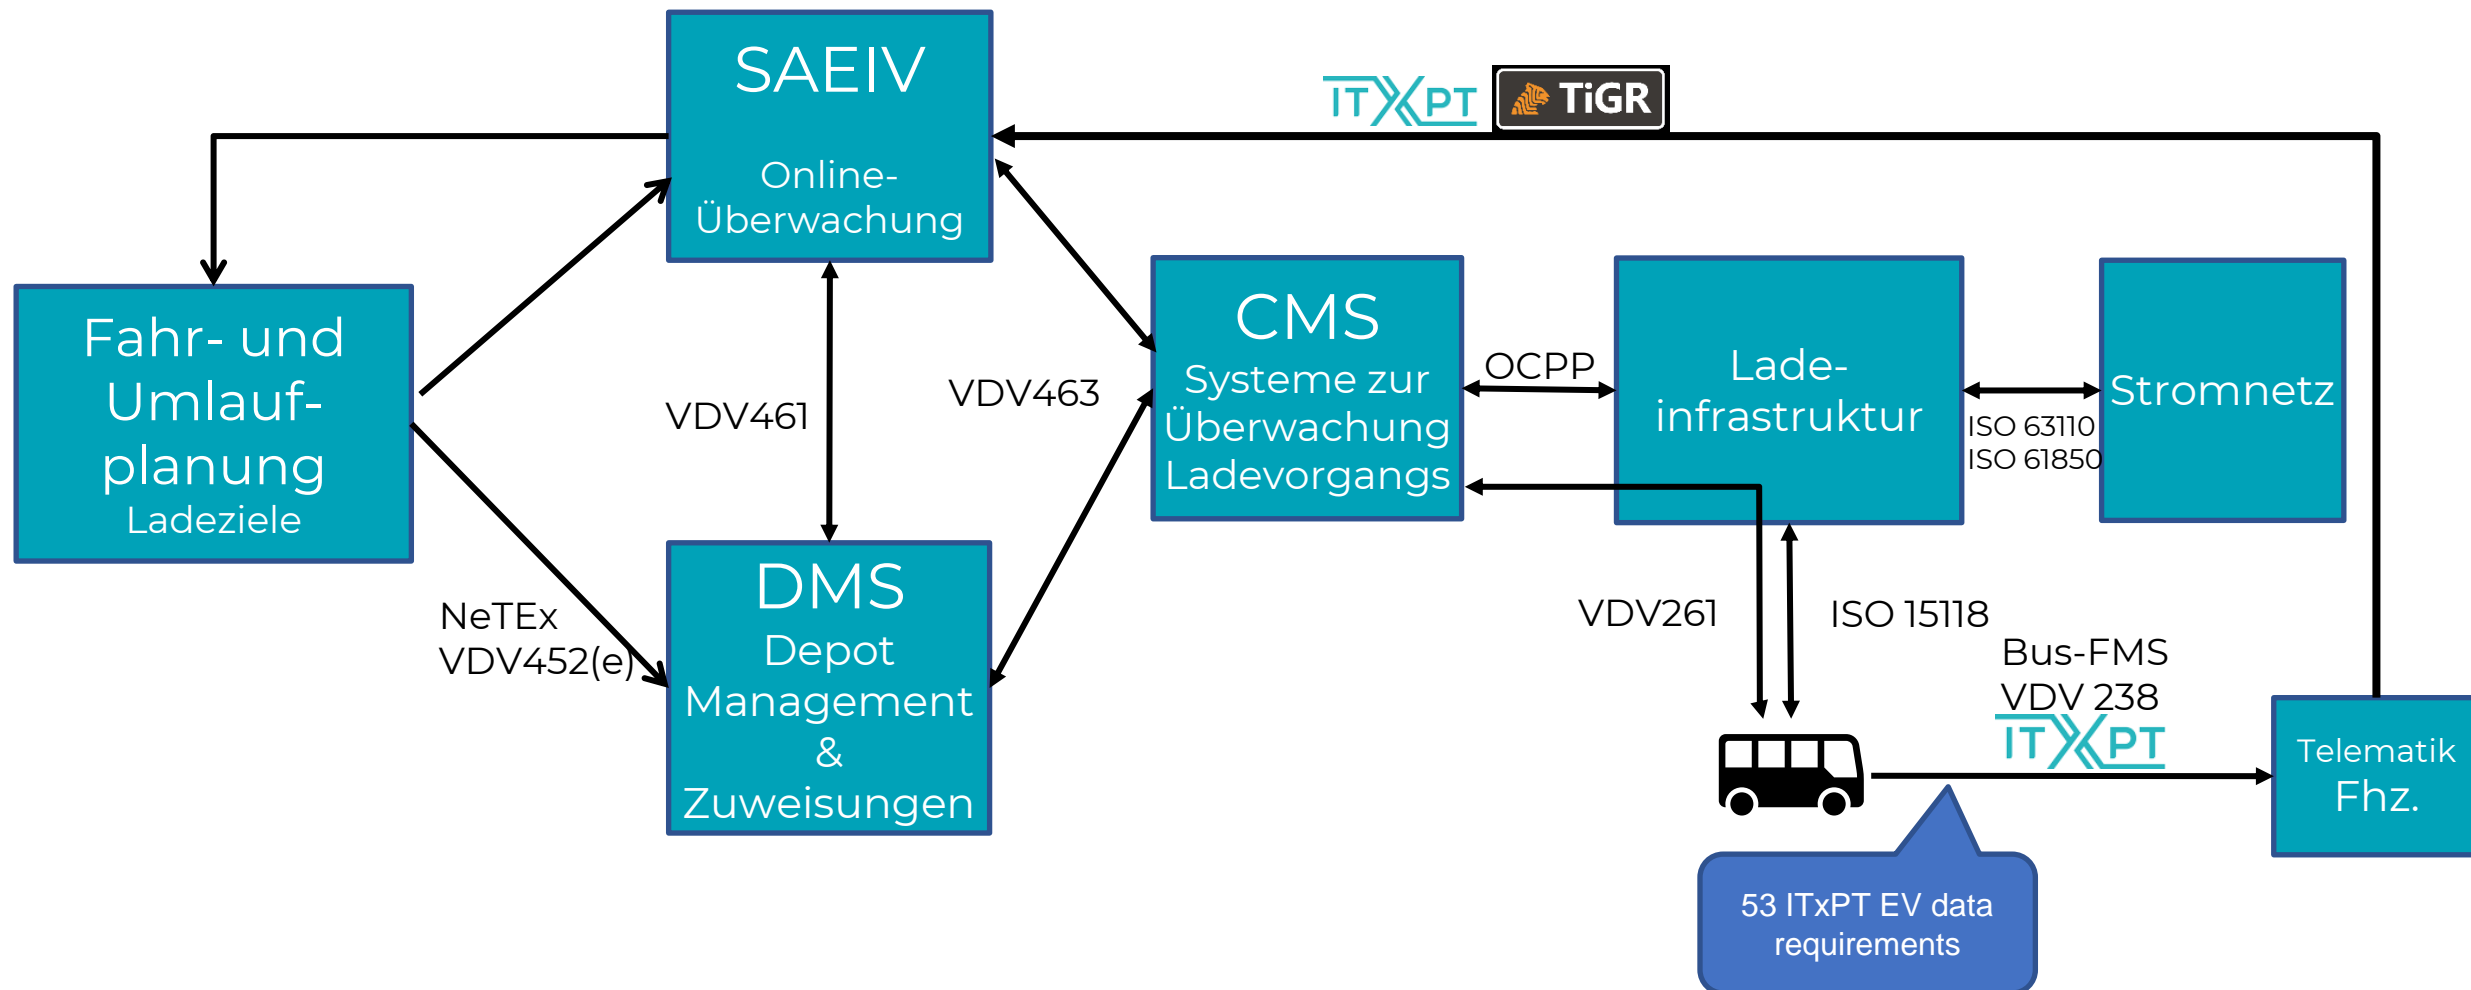 SAEIV
Online-
Überwachung
ITXPT
TiGR
Fahr- und
Umlauf-
planung
Ladeziele
VDV461
VDV463
CMS
Systeme zur
Überwachung
Ladevorgangs
OCPP
Lade-
infrastruktur
ISO 63110
ISO 61850
Stromnetz
NeTEx
VDV452(e)
DMS
Depot
Management
&
Zuweisungen
VDV261
ISO 15118
Bus-FMS
VDV 238
ITXPT
Telematik
Fhz.
53 ITxPT EV data
requirements